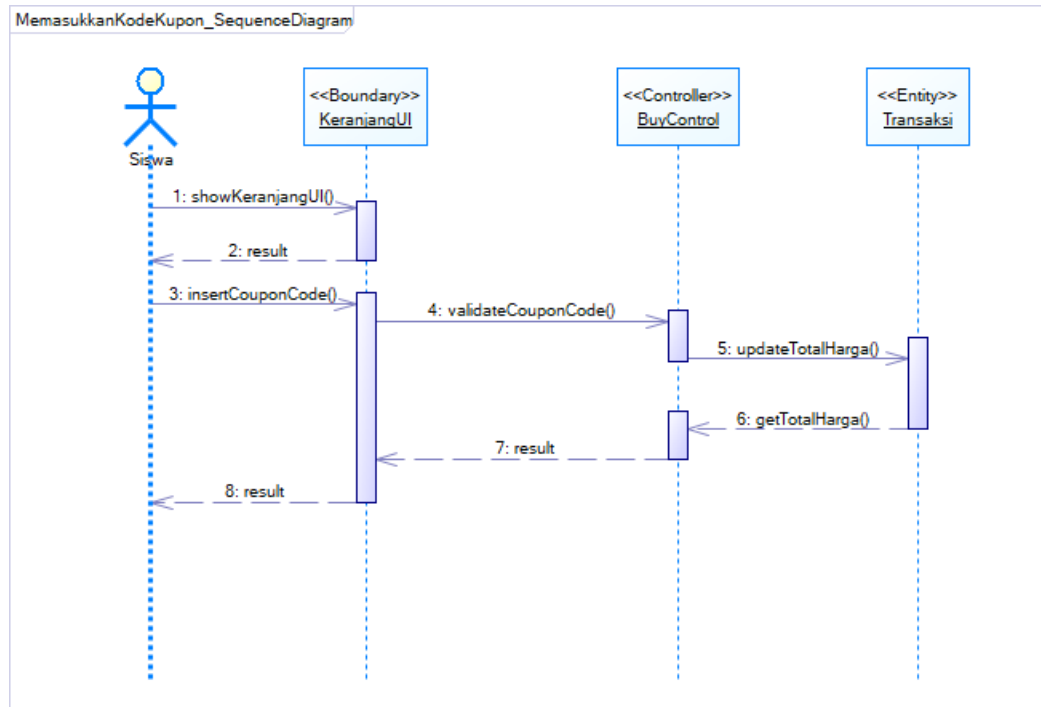 MemasukkanKodeKupon_SequenceDiagram
Siswa
<<Boundary>>
KeranjangUI
<<Controller>>
BuyControl
<<Entity>>
Transaksi
1: showKeranjangUI()
2: result
3: insertCouponCode()
4: validateCouponCode()
5: updateTotalHarga()
6: getTotalHarga()
7: result
8: result